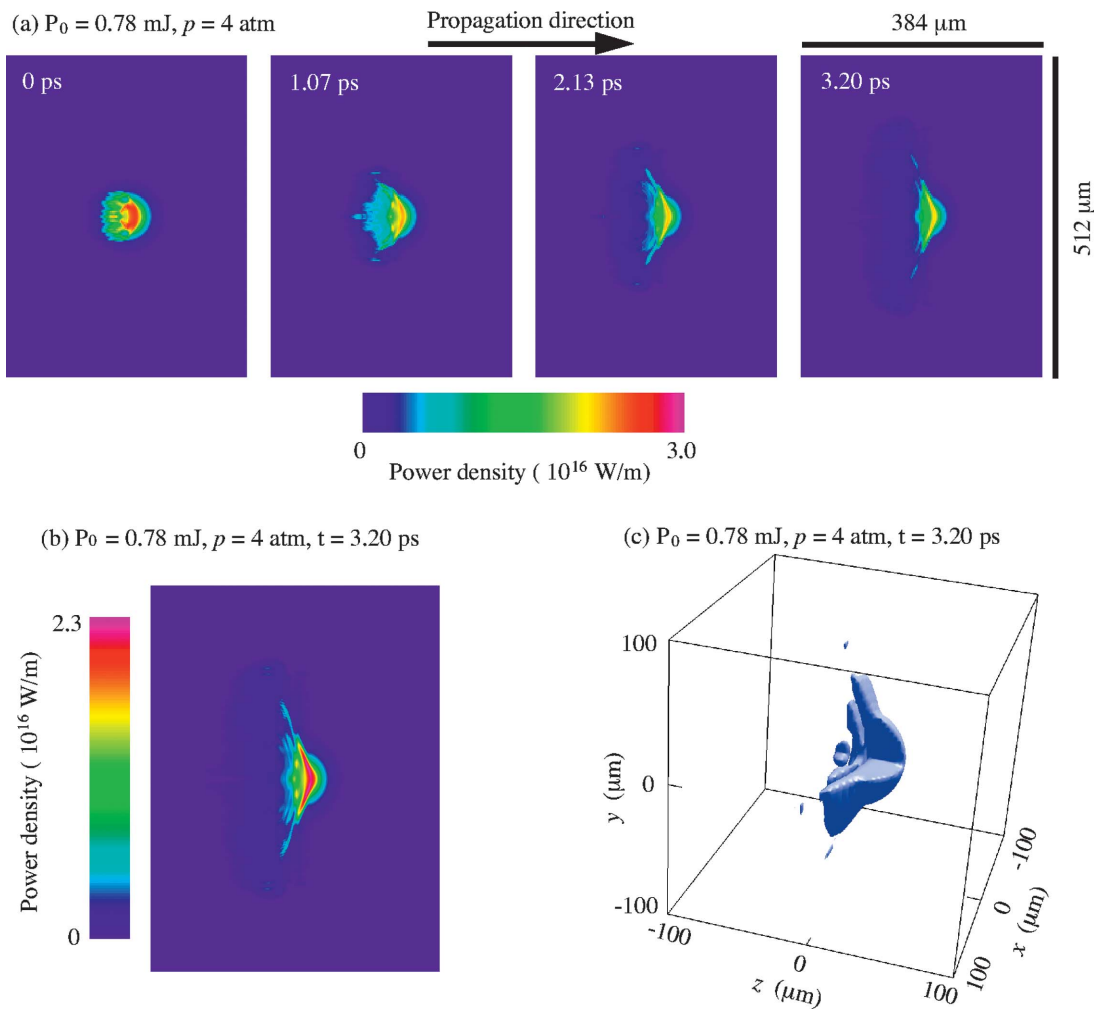 (a) P₀ = 0.78 mJ, p = 4 atm
Propagation direction
384 μm
0 ps
1.07 ps
2.13 ps
3.20 ps
512 μm
0
3.0
Power density ( 10¹⁶ W/m)
(b) P₀ = 0.78 mJ, p = 4 atm, t = 3.20 ps
2.3
0
Power density ( 10¹⁶ W/m)
(c) P₀ = 0.78 mJ, p = 4 atm, t = 3.20 ps
100
0
-100
y (μm)
-100
0
100
z (μm)
-100
0
100
x (μm)